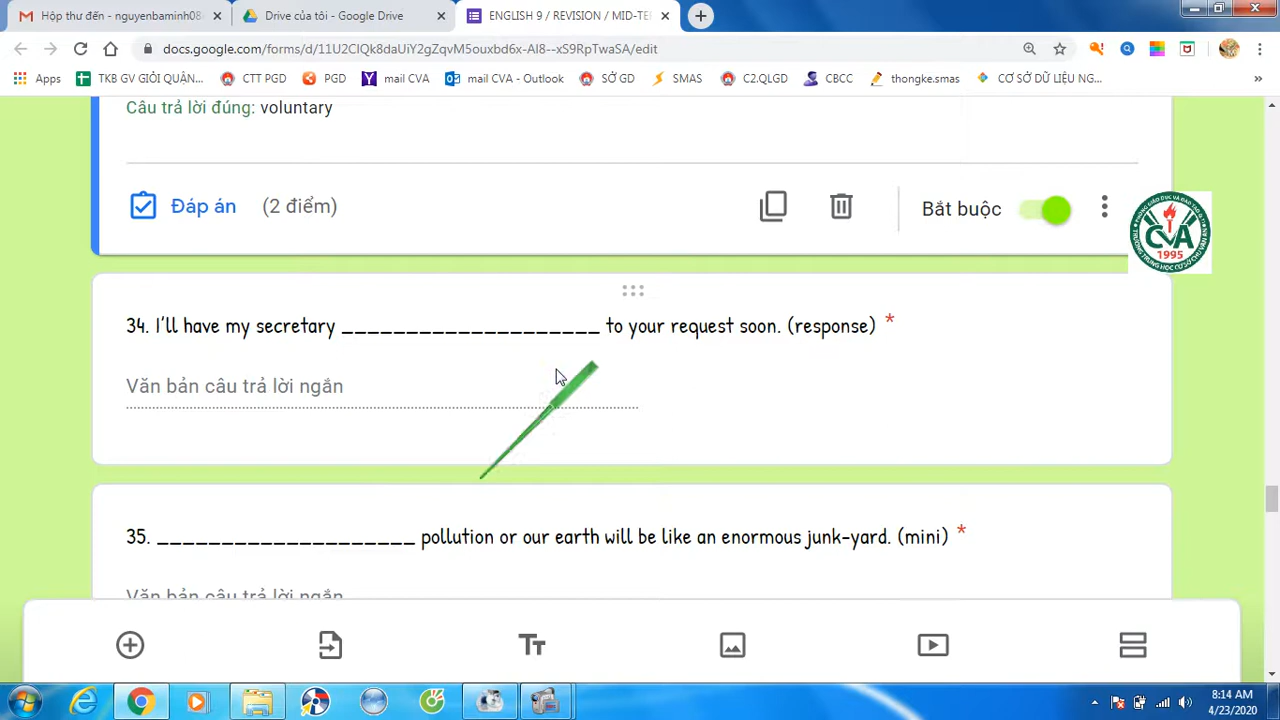 Hộp thư đến - nguyenbaminh08
Drive của tôi - Google Drive
ENGLISH 9 / REVISION / MID-TE
docs.google.com/forms/d/11U2CIQk8daUiY2gZqvM5cdxbd6x-AI8--xS9RpTwaSA/edit
Apps
TKB GV GIỎI QUẬN...
CTT PGD
PGD
mail CVA
mail CVA - Outlook
SỞ GD
SMAS
C2.QLGD
CBCC
thongke.smas
CƠ SỞ DỮ LIỆU NG...
»
Câu trả lời đúng: voluntary
Đáp án (2 điểm)
Bắt buộc
CVA
1995
34. I'll have my secretary ____________________ to your request soon. (response) *
Văn bản câu trả lời ngắn
35. ____________________ pollution or our earth will be like an enormous junk-yard. (mini) *
Văn bản câu trả lời ngắn
Tт
8:14 AM
4/23/2020